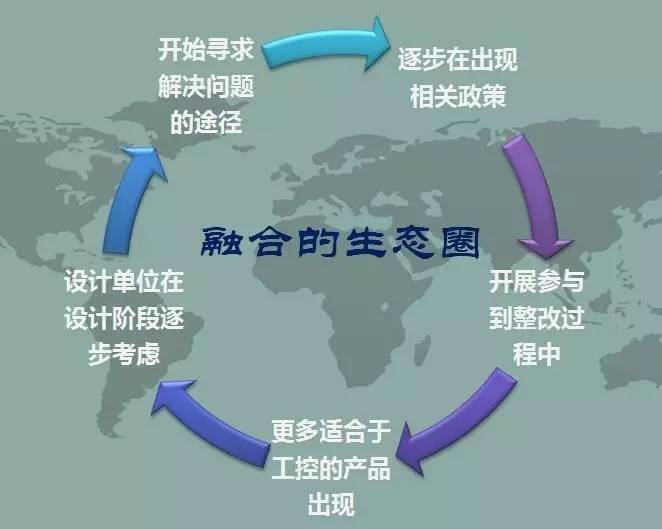 开始寻求
解决问题
的途径
逐步在出现
相关政策
融合的生态圈
开展参与
到整改过
程中
更多适合于
工控的产品
出现
设计单位在
设计阶段逐
步考虑